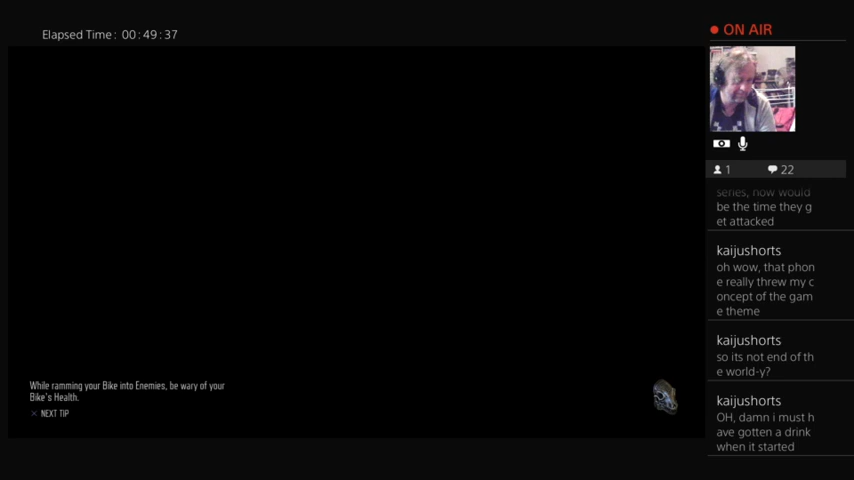 Elapsed Time: 00:49:37
ON AIR
1 22
series, now would
be the time they g
et attacked
kaijushorts
oh wow, that phon
e really threw my c
oncept of the gam
e theme
kaijushorts
so its not end of th
e world-y?
kaijushorts
OH, damn i must h
ave gotten a drink
when it started
While ramming your Bike into Enemies, be wary of your
Bike's Health.
NEXT TIP